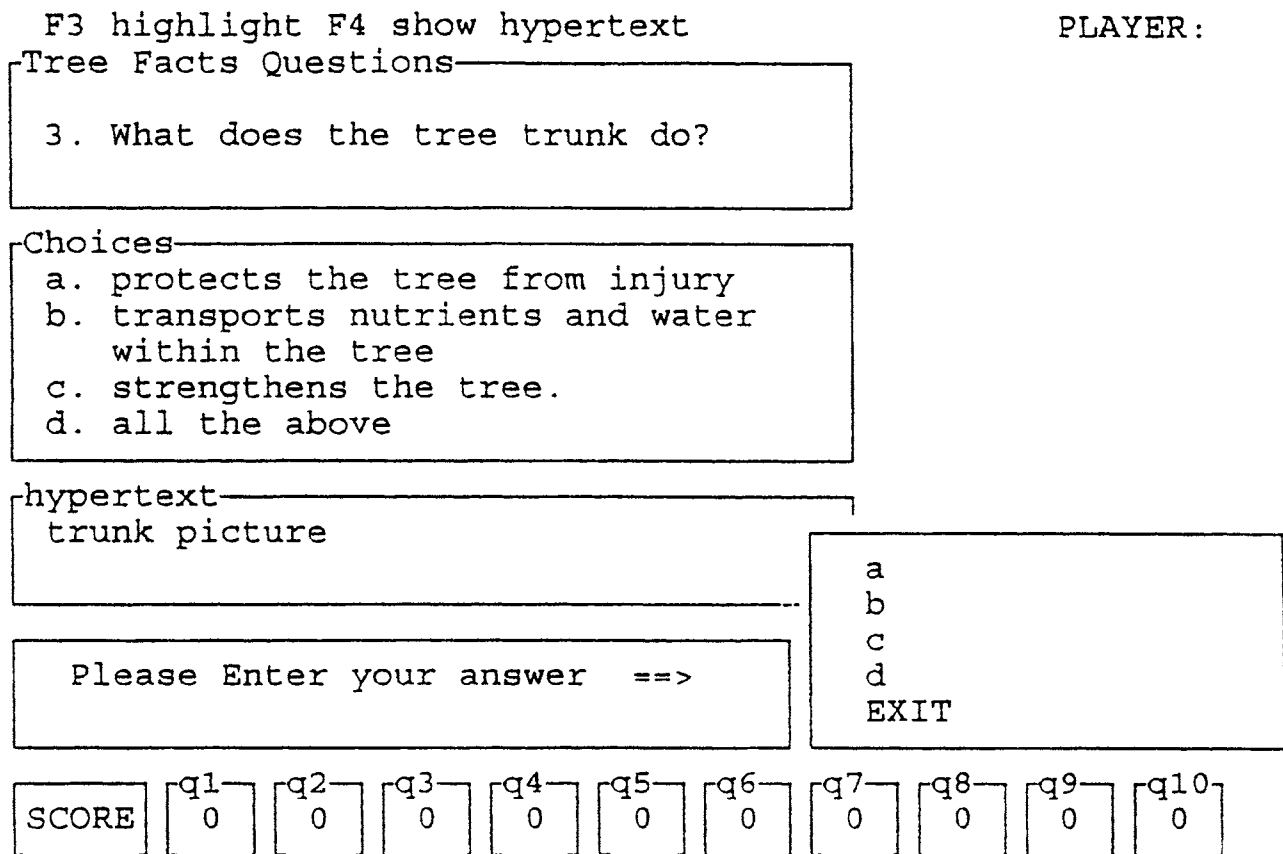 F3 highlight F4 show hypertext PLAYER:
Tree Facts Questions
3. What does the tree trunk do?
Choices
a. protects the tree from injury
b. transports nutrients and water
within the tree
c. strengthens the tree.
d. all the above
hypertext
trunk picture
a
b
c
d
EXIT
Please Enter your answer ==>
q1 q2 q3 q4 q5 q6 q7 q8 q9 q10
SCORE 0 0 0 0 0 0 0 0 0 0